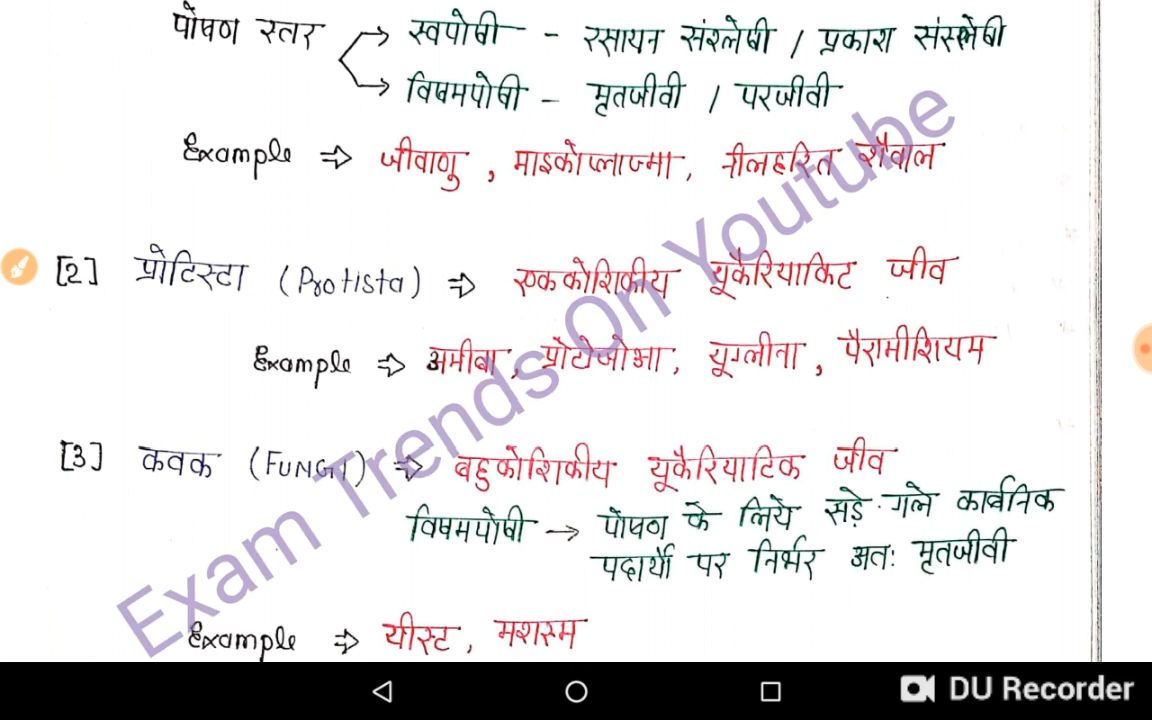 पोषण स्तर → स्वपोषी - रसायन संश्लेषी / प्रकाश संश्लेषी
→ विषमपोषी - मृतजीवी / परजीवी
Example ⇒ जीवाणु, माइकोप्लाज्मा, नीलहरित शैवाल
[2] प्रोटिस्टा (Protista) ⇒ एककोशिकीय यूकैरियाकिट जीव
Example ⇒ अमीबा, प्रोटोजोआ, यूग्लीना, पैरामीशियम
[3] कवक (FUNGI) ⇒ बहुकोशिकीय यूकैरियाटिक जीव
विषमपोषी → पोषण के लिये सड़े-गले कार्बनिक
पदार्थो पर निर्भर अतः मृतजीवी
Example ⇒ यीस्ट, मशरूम
Exam Trends On Youtube
DU Recorder